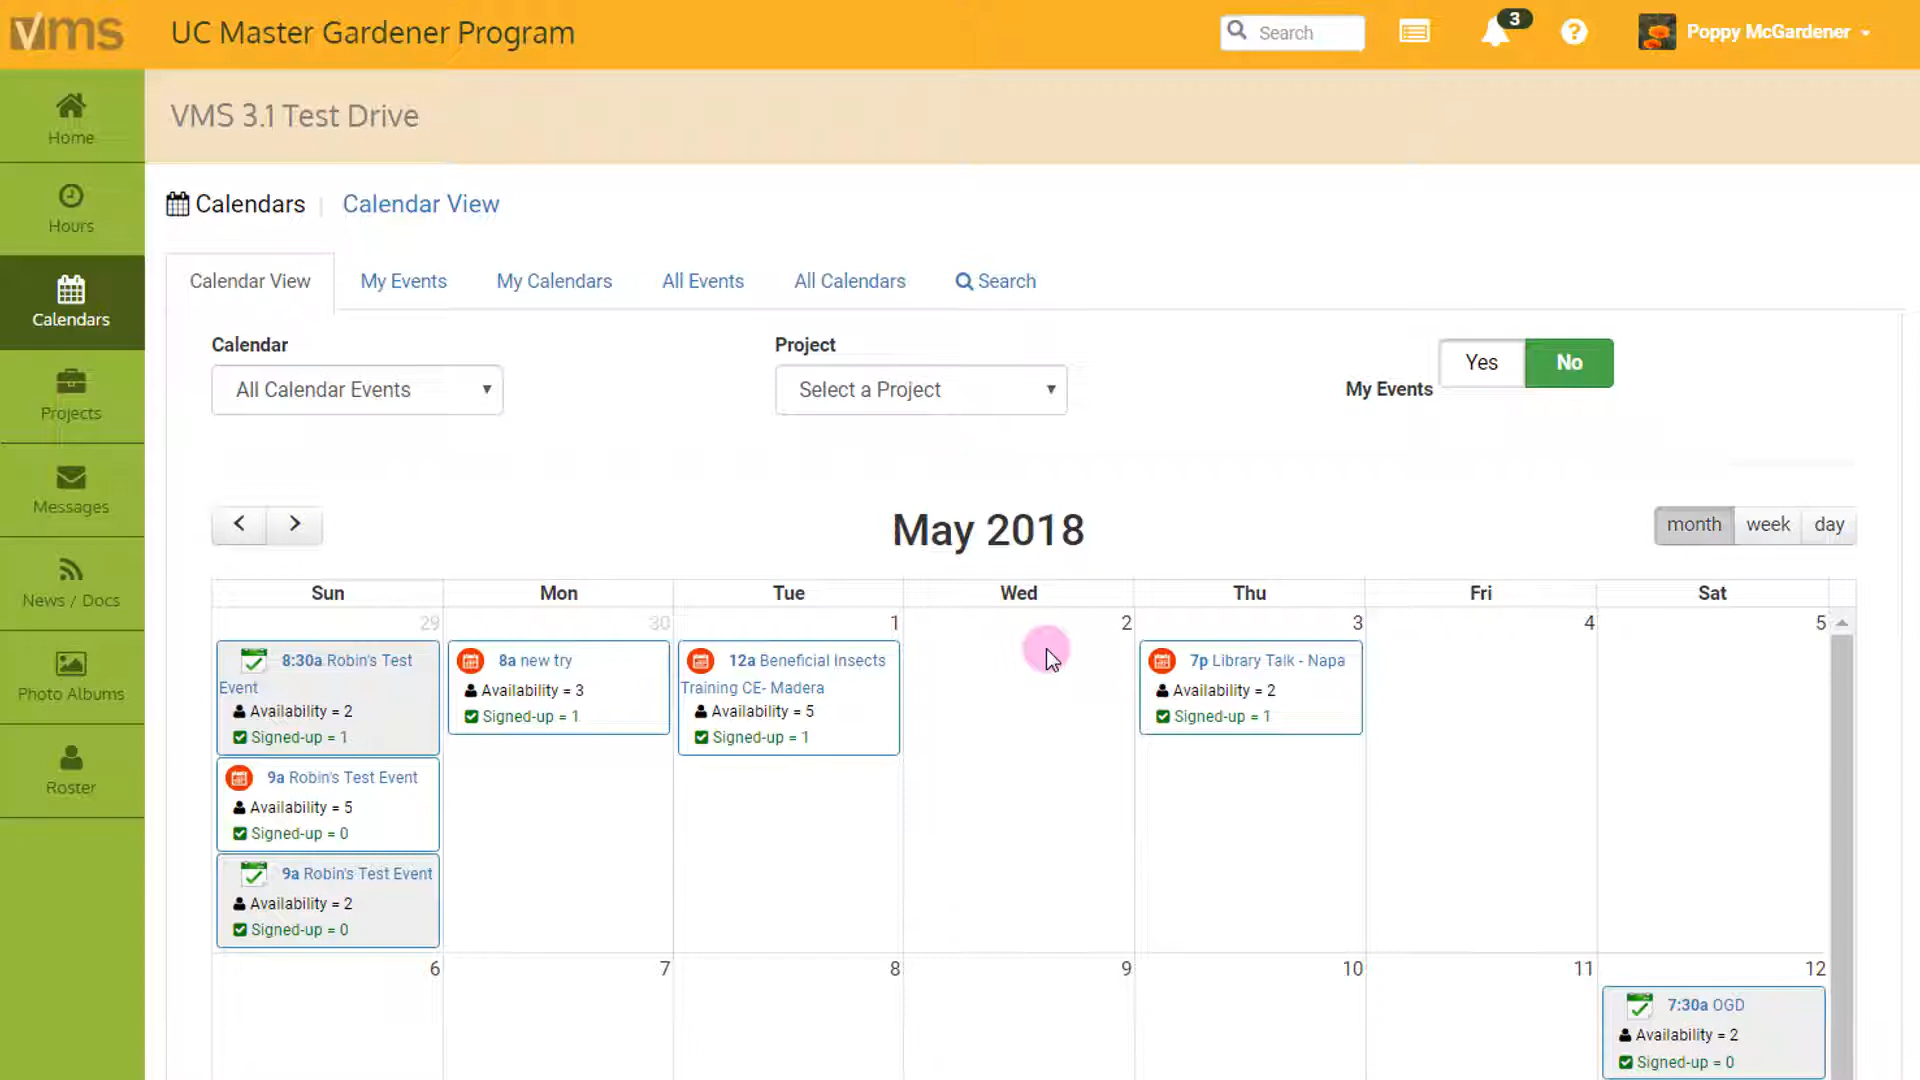 vms
UC Master Gardener Program
Search
3
Poppy McGardener
VMS 3.1 Test Drive
Home
Hours
Calendars
Projects
Messages
News / Docs
Photo Albums
Roster
Calendars | Calendar View
Calendar View My Events My Calendars All Events All Calendars Search
Calendar
All Calendar Events
Project
Select a Project
My Events
Yes No
May 2018
month week day
Sun Mon Tue Wed Thu Fri Sat
29 30 1 2 3 4 5
8:30a Robin's Test
Event
Availability = 2
Signed-up = 1
9a Robin's Test Event
Availability = 5
Signed-up = 0
9a Robin's Test Event
Availability = 2
Signed-up = 0
8a new try
Availability = 3
Signed-up = 1
12a Beneficial Insects
Training CE- Madera
Availability = 5
Signed-up = 1
7p Library Talk - Napa
Availability = 2
Signed-up = 1
6 7 8 9 10 11 12
7:30a OGD
Availability = 2
Signed-up = 0